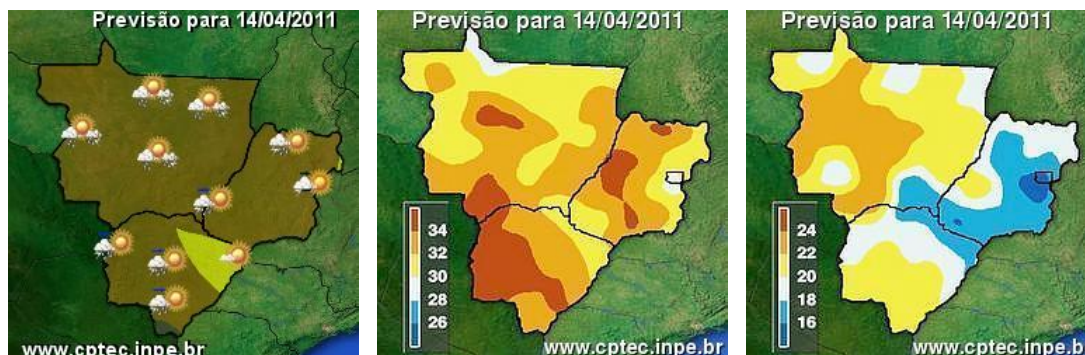 Previsão para 14/04/2011
www.cptec.inpe.br
Previsão para 14/04/2011
34
32
30
28
26
www.cptec.inpe.br
Previsão para 14/04/2011
24
22
20
18
16
www.cptec.inpe.br